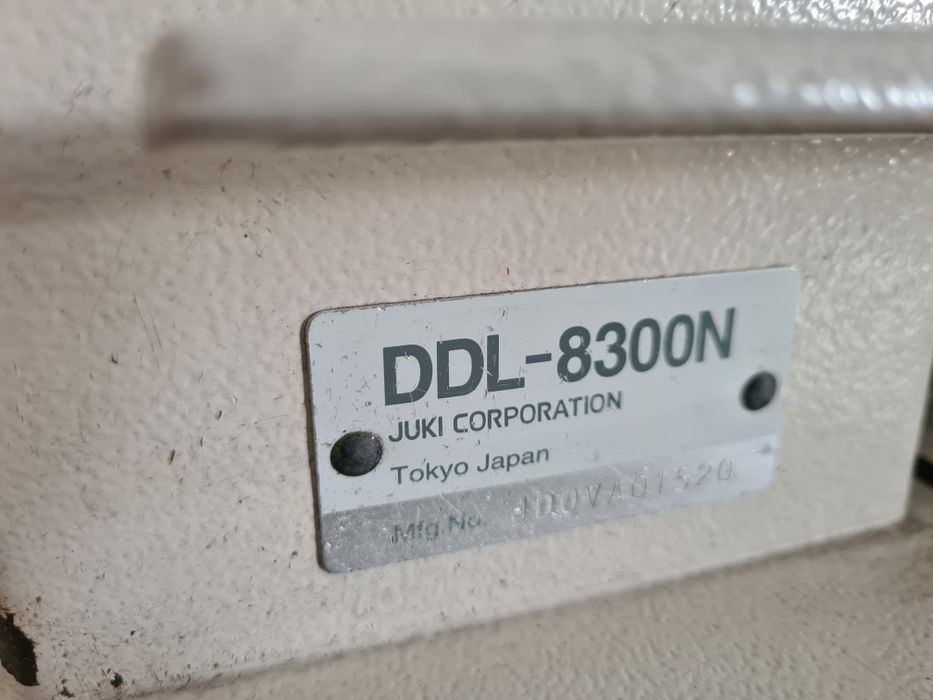 DDL-8300N
JUKI CORPORATION
Tokyo Japan
Mfg.No.